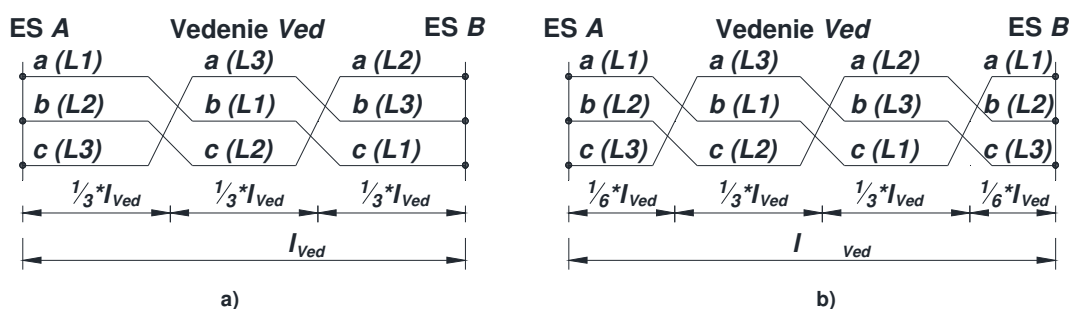 ES A Vedenie Ved ES B
a (L1) a (L3) a (L2)
b (L2) b (L1) b (L3)
c (L3) c (L2) c (L1)
1/3*lVed 1/3*lVed 1/3*lVed
lVed
a)
ES A Vedenie Ved ES B
a (L1) a (L3) a (L2) a (L1)
b (L2) b (L1) b (L3) b (L2)
c (L3) c (L2) c (L1) c (L3)
1/6*lVed 1/3*lVed 1/3*lVed 1/6*lVed
l Ved
b)